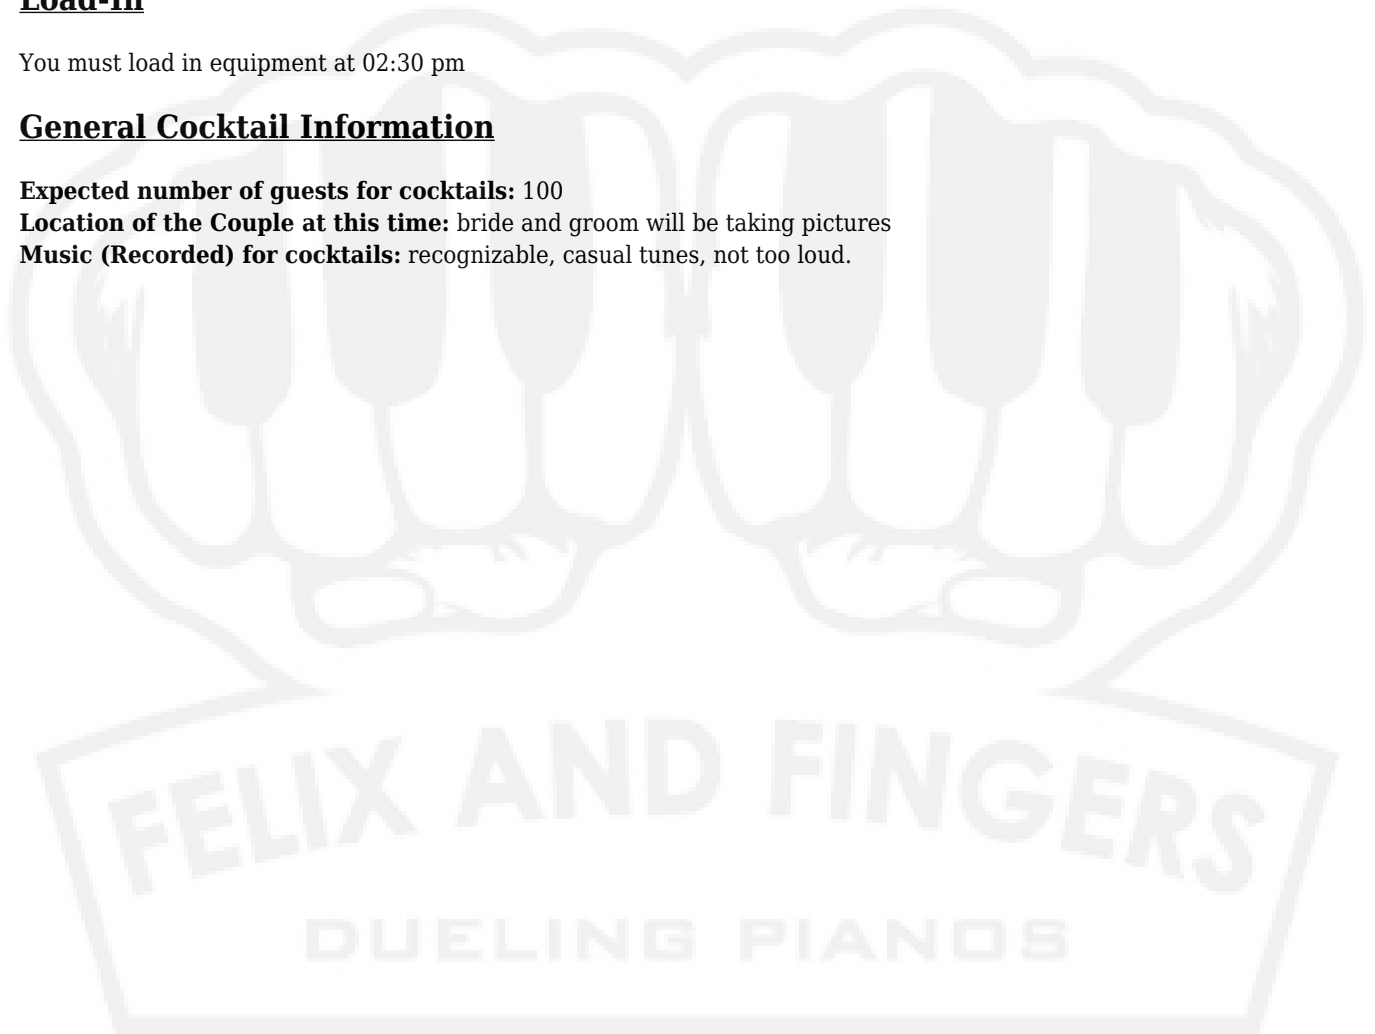 Load-In
You must load in equipment at 02:30 pm
General Cocktail Information
Expected number of guests for cocktails: 100
Location of the Couple at this time: bride and groom will be taking pictures
Music (Recorded) for cocktails: recognizable, casual tunes, not too loud.
FELIX AND FINGERS
DUELING PIANOS